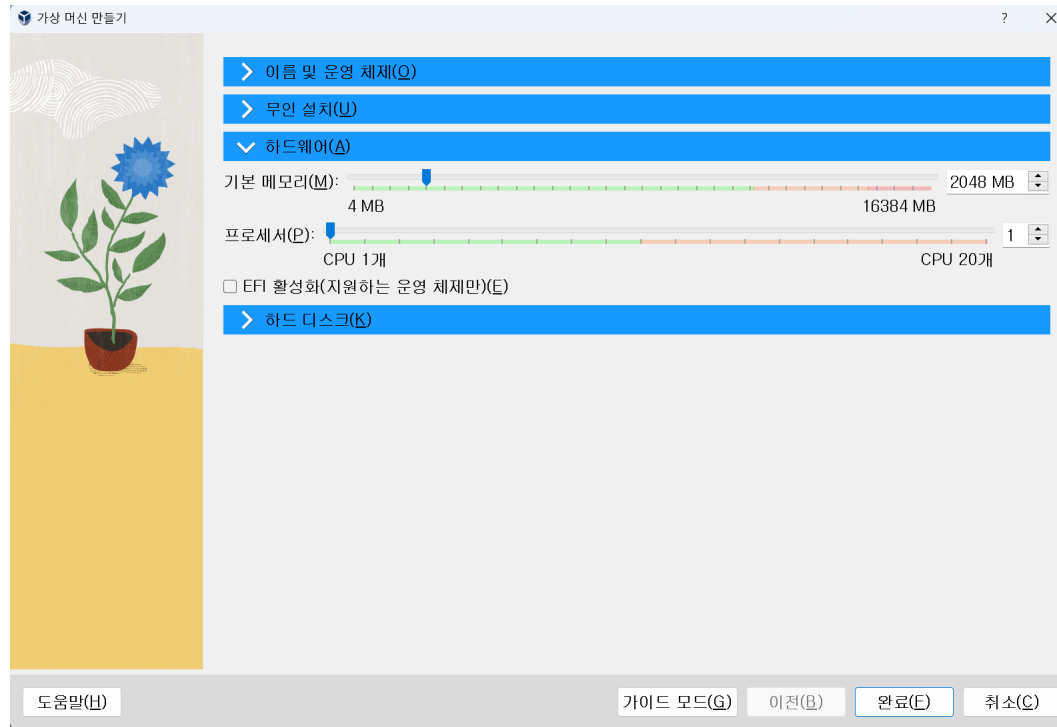 가상 머신 만들기
?
이름 및 운영 체제(O)
무인 설치(U)
하드웨어(A)
기본 메모리(M):
2048 MB
4 MB
16384 MB
프로세서(P):
1
CPU 1개
CPU 20개
EFI 활성화(지원하는 운영 체제만)(E)
하드 디스크(K)
도움말(H)
가이드 모드(G)
이전(B)
완료(F)
취소(C)